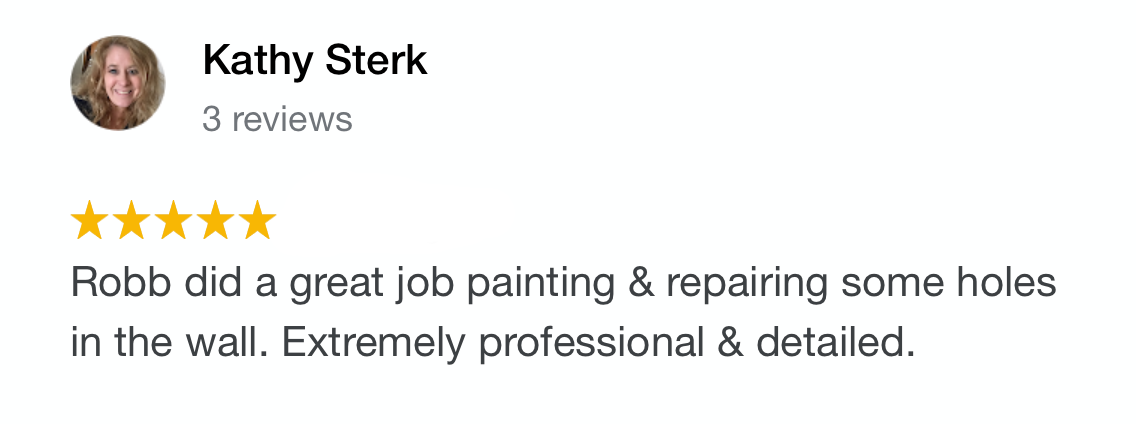 Kathy Sterk
3 reviews
Robb did a great job painting & repairing some holes
in the wall. Extremely professional & detailed.